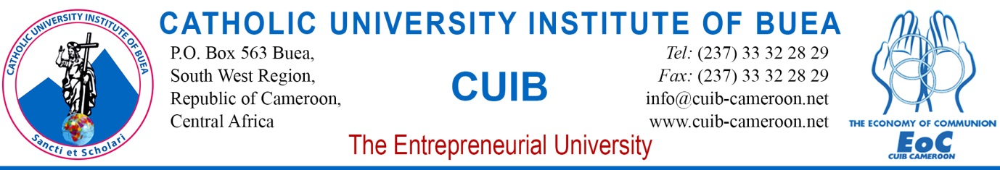 CATHOLIC UNIVERSITY INSTITUTE OF BUEA
Sancti et Scholari
CATHOLIC UNIVERSITY INSTITUTE OF BUEA
P.O. Box 563 Buea,
South West Region,
Republic of Cameroon,
Central Africa
CUIB
The Entrepreneurial University
Tel: (237) 33 32 28 29
Fax: (237) 33 32 28 29
info@cuib-cameroon.net
www.cuib-cameroon.net
THE ECONOMY OF COMMUNION
EoC
CUIB CAMEROON